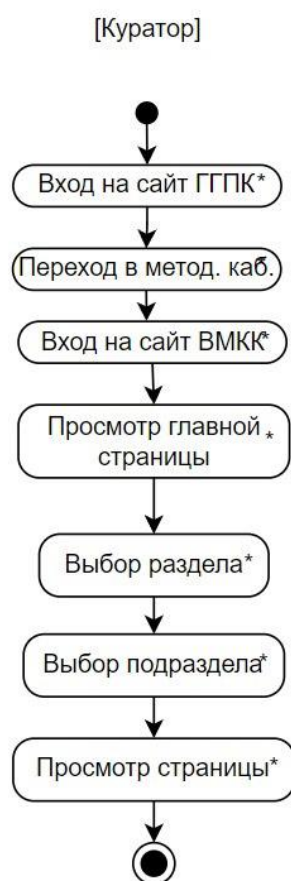 [Куратор]
Вход на сайт ГГПК*
Переход в метод. каб.*
Вход на сайт ВМКК*
Просмотр главной *
страницы
Выбор раздела*
Выбор подраздела*
Просмотр страницы*